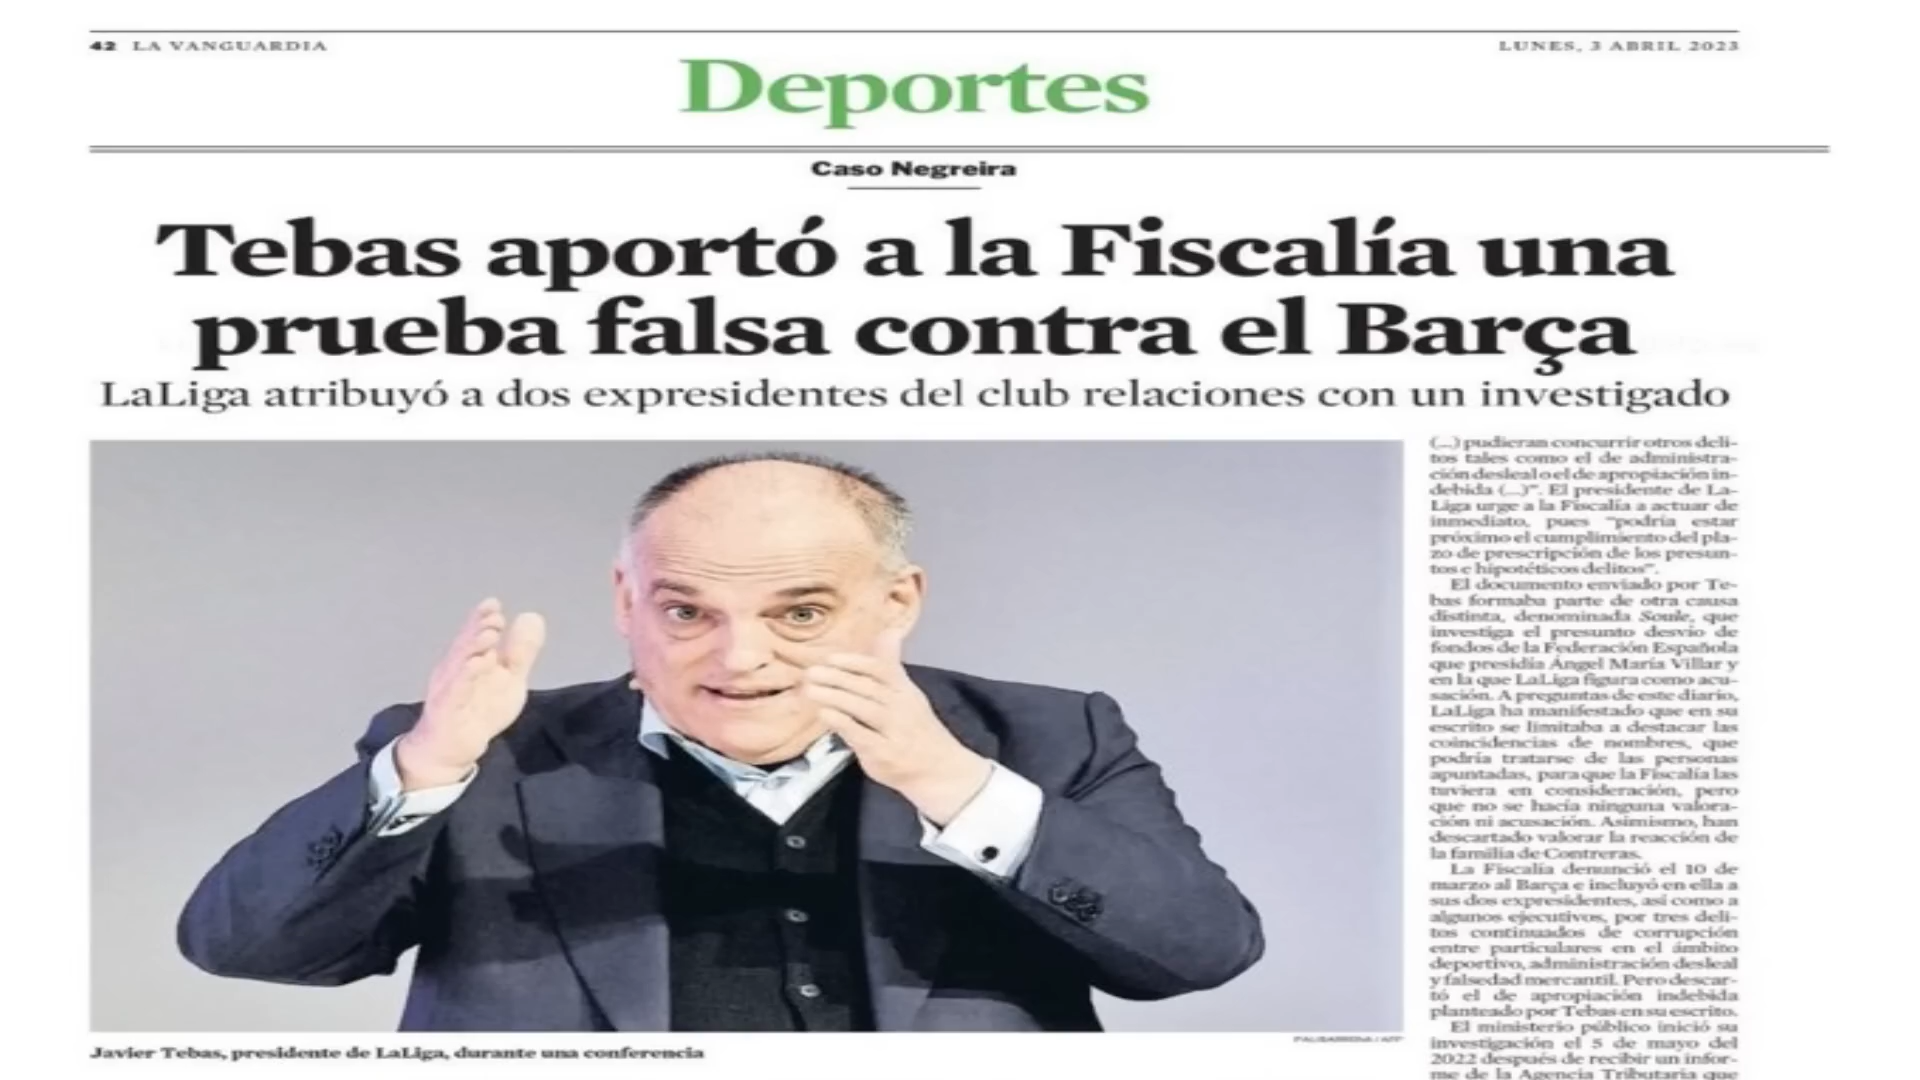 42 LA VANGUARDIA
LUNES, 3 ABRIL 2023
Deportes
Caso Negreira
Tebas aportó a la Fiscalía una
prueba falsa contra el Barça
LaLiga atribuyó a dos expresidentes del club relaciones con un investigado
(...) pudieran concurrir otros deli-
tos tales como el de administra-
ción desleal o el de apropiación in-
debida (...)”. El presidente de La-
Liga urge a la Fiscalía a actuar de
inmediato, pues “podría estar
próximo el cumplimiento del pla-
zo de prescripción de los presun-
tos e hipotéticos delitos”.
El documento enviado por Te-
bas formaba parte de otra causa
distinta, denominada Soule, que
investiga el presunto desvío de
fondos de la Federación Española
que presidía Ángel María Villar y
en la que LaLiga figura como acu-
sación. A preguntas de este diario,
LaLiga ha manifestado que en su
escrito se limitaba a destacar las
coincidencias de nombres, que
podría tratarse de las personas
apuntadas, para que la Fiscalía las
tuviera en consideración, pero
que no se hacía ninguna valora-
ción ni acusación. Asimismo, han
descartado valorar la reacción de
la familia de Contreras.
La Fiscalía denunció el 10 de
marzo al Barça e incluyó en ella a
sus dos expresidentes, así como a
algunos ejecutivos, por tres deli-
tos continuados de corrupción
entre particulares en el ámbito
deportivo, administración desleal
y falsedad mercantil. Pero descar-
tó el de apropiación indebida
planteado por Tebas en su escrito.
El ministerio público inició su
investigación el 5 de mayo del
2022 después de recibir un infor-
me de la Agencia Tributaria que
Javier Tebas, presidente de LaLiga, durante una conferencia